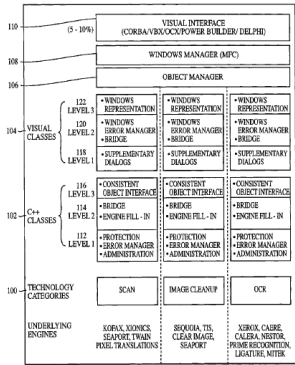 110
(5 - 10%)
VISUAL INTERFACE
(CORBA/VBX/OCX/POWER BUILDER/ DELPHI)
108
WINDOWS MANAGER (MFC)
106
OBJECT MANAGER
104
VISUAL
CLASSES
122
LEVEL 3
• WINDOWS
REPRESENTATION
• WINDOWS
REPRESENTATION
• WINDOWS
REPRESENTATION
120
LEVEL 2
• WINDOWS
ERROR MANAGER
• BRIDGE
• WINDOWS
ERROR MANAGER
• BRIDGE
• WINDOWS
ERROR MANAGER
• BRIDGE
118
LEVEL 1
• SUPPLEMENTARY
DIALOGS
• SUPPLEMENTARY
DIALOGS
• SUPPLEMENTARY
DIALOGS
102
C++
CLASSES
116
LEVEL 3
• CONSISTENT
OBJECT INTERFACE
• CONSISTENT
OBJECT INTERFACE
• CONSISTENT
OBJECT INTERFACE
114
LEVEL 2
• BRIDGE
• ENGINE FILL - IN
• BRIDGE
• ENGINE FILL - IN
• BRIDGE
• ENGINE FILL - IN
112
LEVEL 1
• PROTECTION
• ERROR MANAGER
• ADMINISTRATION
• PROTECTION
• ERROR MANAGER
• ADMINISTRATION
• PROTECTION
• ERROR MANAGER
• ADMINISTRATION
100
TECHNOLOGY
CATEGORIES
SCAN
IMAGE CLEANUP
OCR
UNDERLYING
ENGINES
KOFAX, XIONICS,
SEAPORT, TWAIN
PIXEL TRANSLATIONS
SEQUOIA, TIS,
CLEAR IMAGE,
SEAPORT
XEROX, CAERE,
CALERA, NESTOR,
PRIME RECOGNITION,
LIGATURE, MITEK